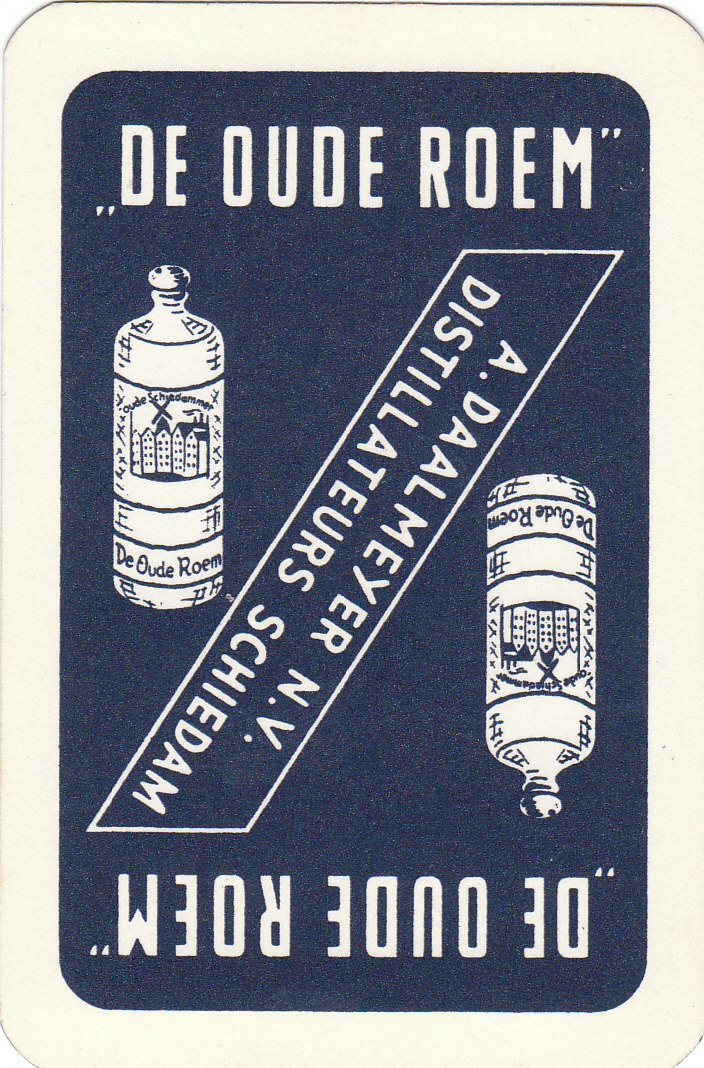 „DE OUDE ROEM”
oude Schiedammer
De Oude Roem
A. DAALMEYER N.V.
DISTILLATEURS SCHIEDAM
De Oude Roem
oude Schiedammer
„DE OUDE ROEM”